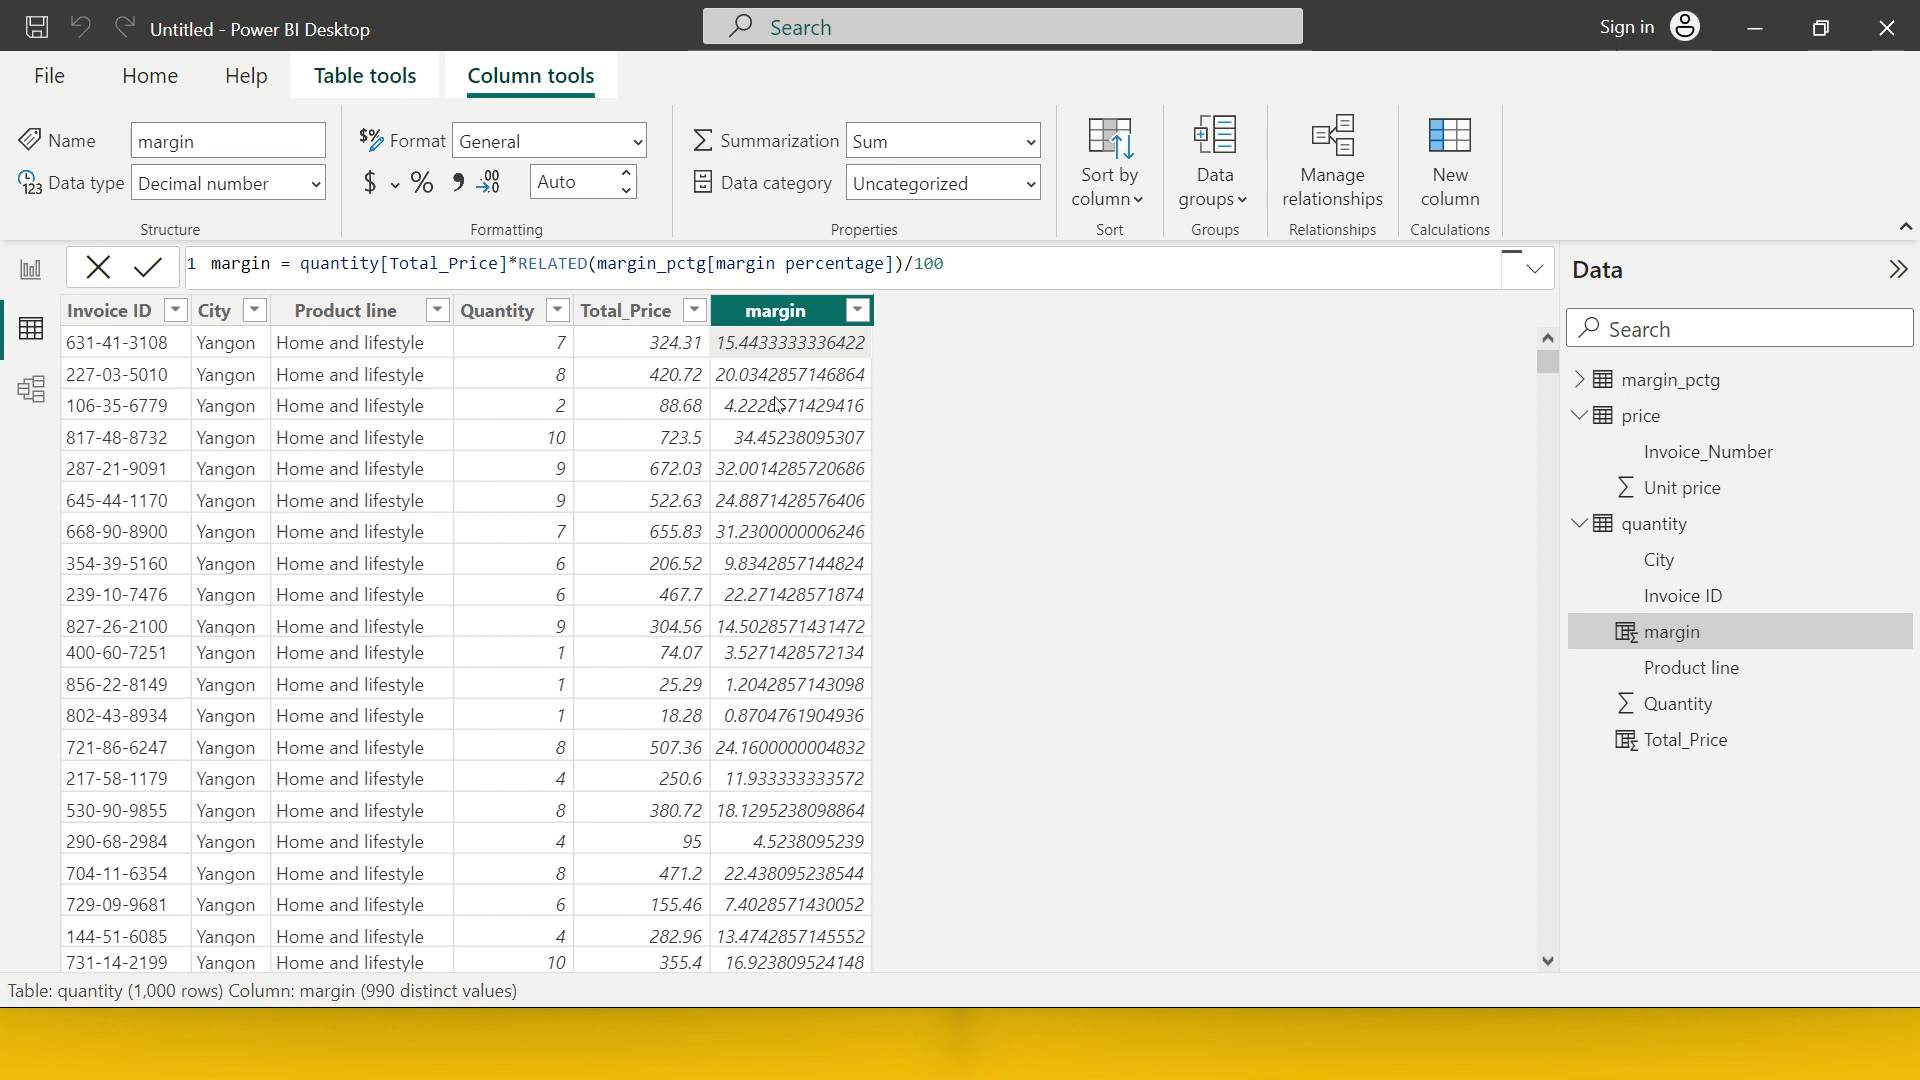 Untitled - Power BI Desktop
Search
Sign in
File Home Help Table tools Column tools
Name margin
Data type Decimal number
Structure
$% Format General
$ % 9 .00 →0 Auto
Formatting
Summarization Sum
Data category Uncategorized
Properties
Sort by
column
Sort
Data
groups
Groups
Manage
relationships
Relationships
New
column
Calculations
1 margin = quantity[Total_Price]*RELATED(margin_pctg[margin percentage])/100
Invoice ID City Product line Quantity Total_Price margin
631-41-3108 Yangon Home and lifestyle 7 324.31 15.4433333336422
227-03-5010 Yangon Home and lifestyle 8 420.72 20.0342857146864
106-35-6779 Yangon Home and lifestyle 2 88.68 4.2228571429416
817-48-8732 Yangon Home and lifestyle 10 723.5 34.45238095307
287-21-9091 Yangon Home and lifestyle 9 672.03 32.0014285720686
645-44-1170 Yangon Home and lifestyle 9 522.63 24.8871428576406
668-90-8900 Yangon Home and lifestyle 7 655.83 31.2300000006246
354-39-5160 Yangon Home and lifestyle 6 206.52 9.8342857144824
239-10-7476 Yangon Home and lifestyle 6 467.7 22.271428571874
827-26-2100 Yangon Home and lifestyle 9 304.56 14.5028571431472
400-60-7251 Yangon Home and lifestyle 1 74.07 3.5271428572134
856-22-8149 Yangon Home and lifestyle 1 25.29 1.2042857143098
802-43-8934 Yangon Home and lifestyle 1 18.28 0.8704761904936
721-86-6247 Yangon Home and lifestyle 8 507.36 24.1600000004832
217-58-1179 Yangon Home and lifestyle 4 250.6 11.933333333572
530-90-9855 Yangon Home and lifestyle 8 380.72 18.1295238098864
290-68-2984 Yangon Home and lifestyle 4 95 4.5238095239
704-11-6354 Yangon Home and lifestyle 8 471.2 22.438095238544
729-09-9681 Yangon Home and lifestyle 6 155.46 7.4028571430052
144-51-6085 Yangon Home and lifestyle 4 282.96 13.4742857145552
731-14-2199 Yangon Home and lifestyle 10 355.4 16.923809524148
Table: quantity (1,000 rows) Column: margin (990 distinct values)
Data
Search
margin_pctg
price
Invoice_Number
Unit price
quantity
City
Invoice ID
margin
Product line
Quantity
Total_Price